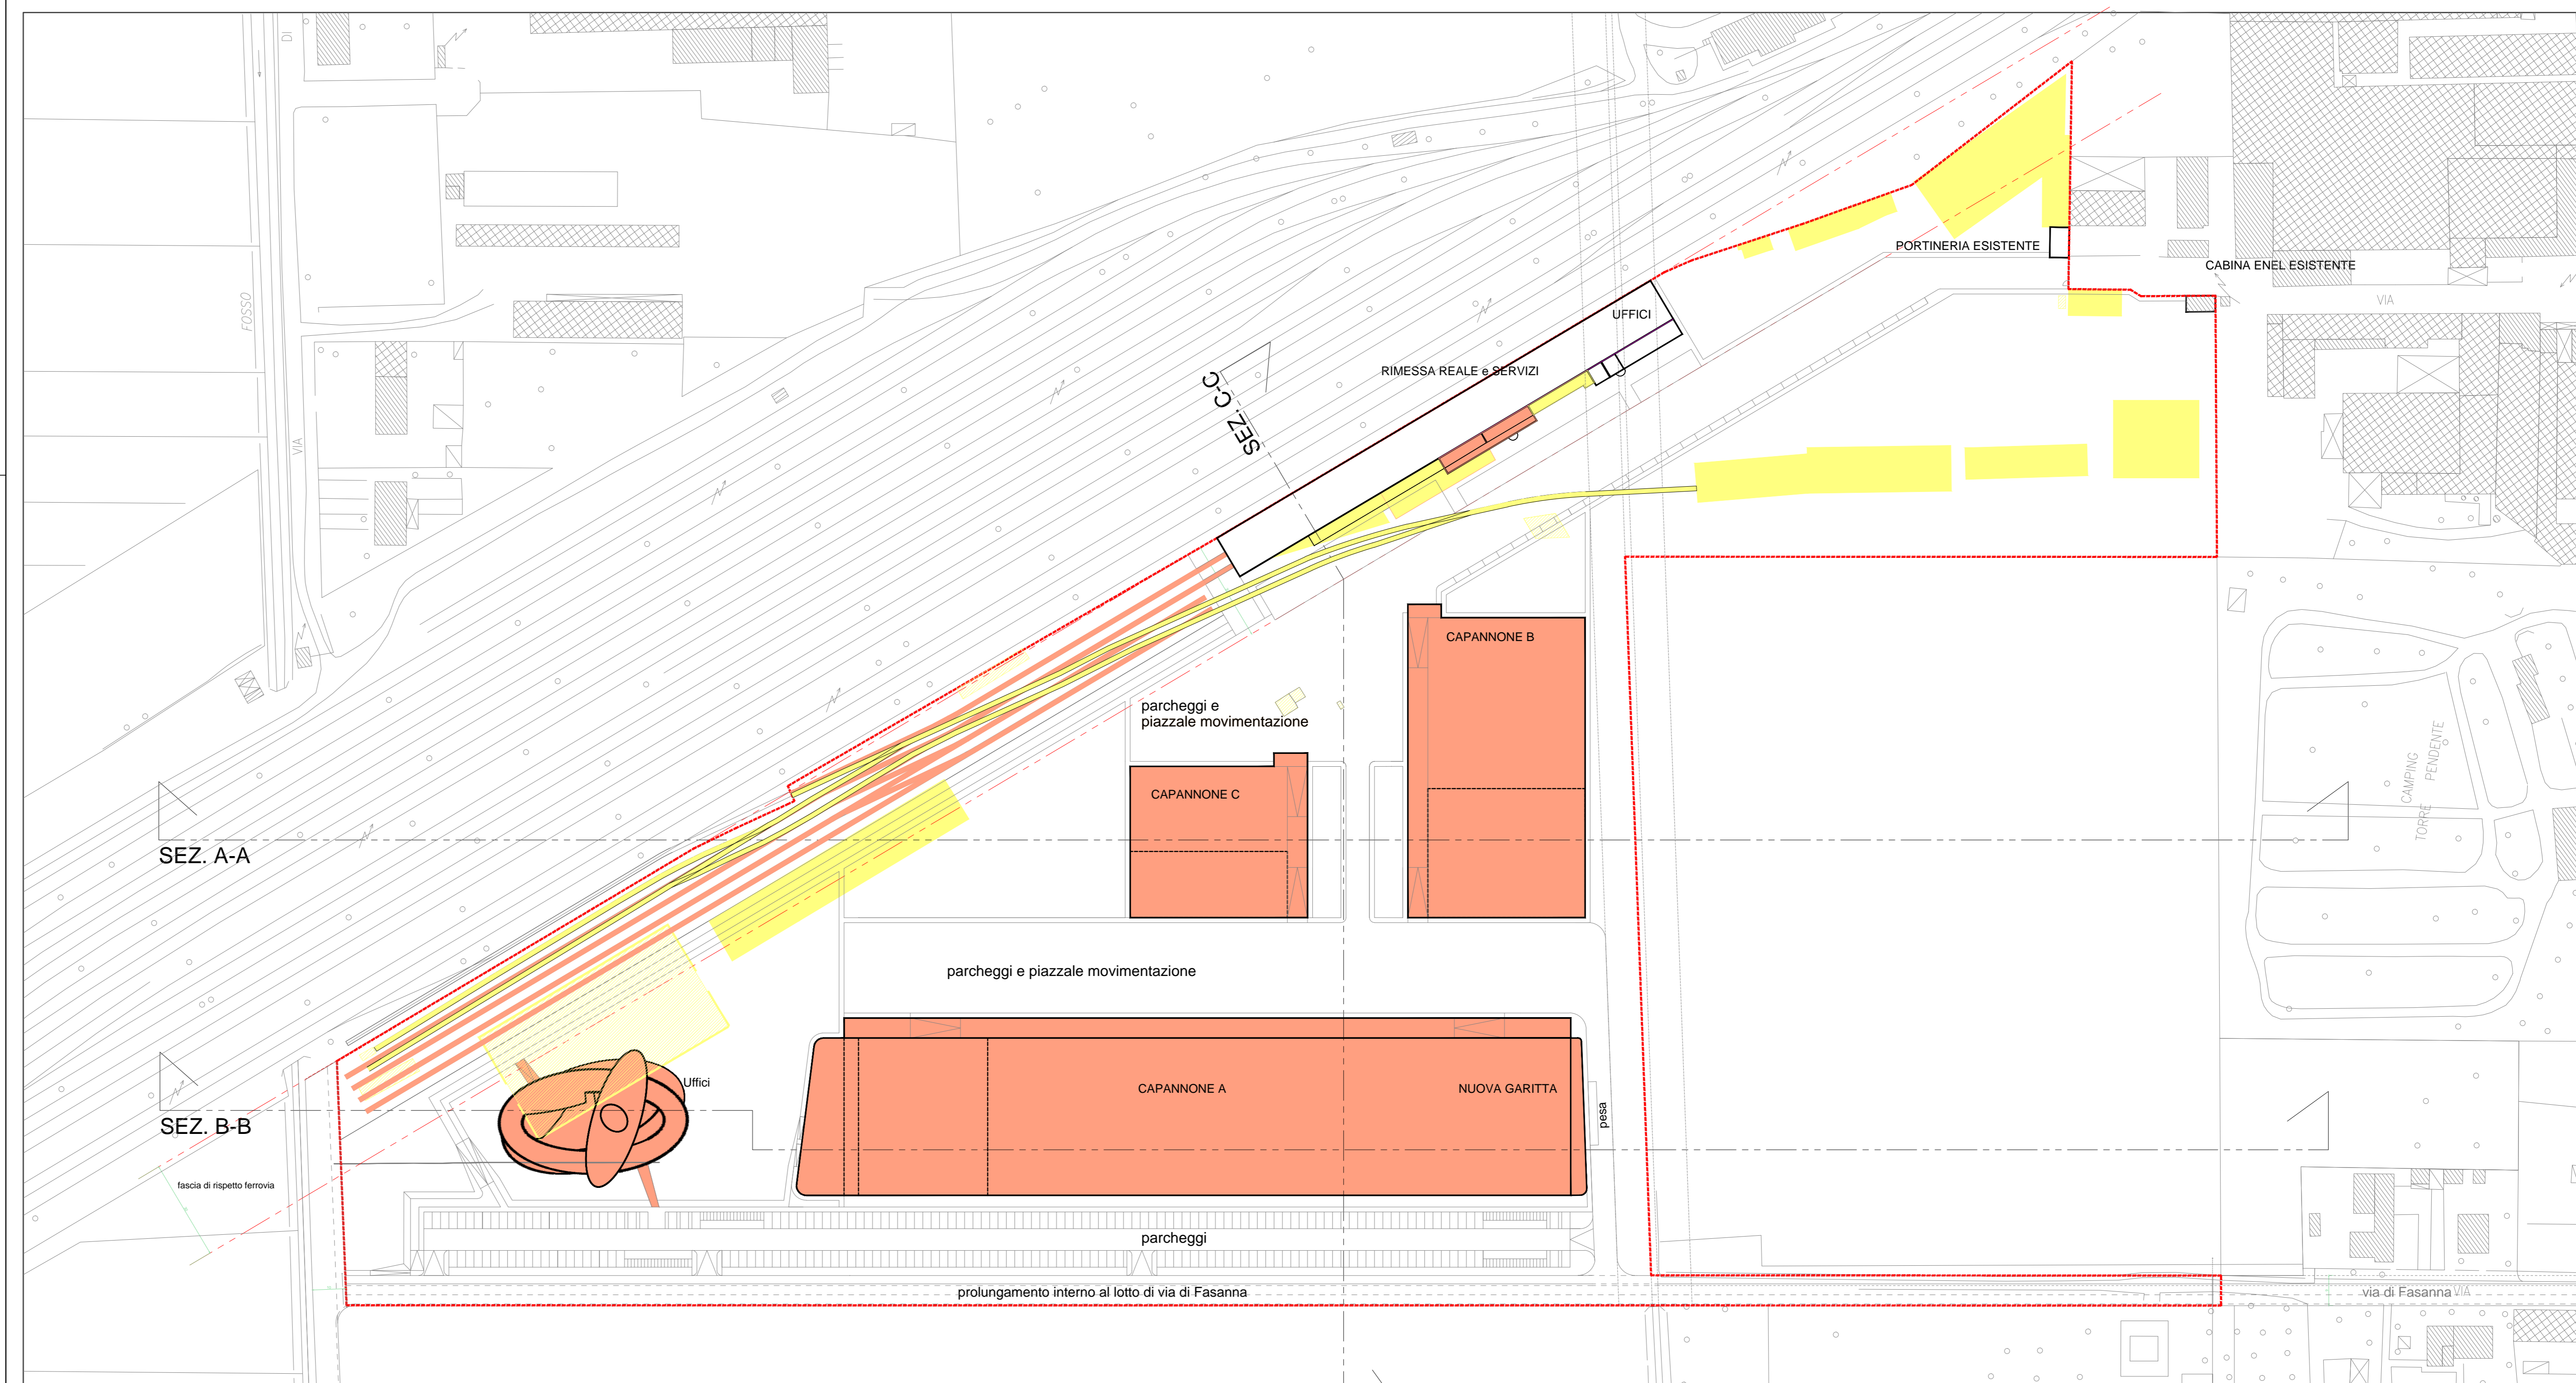 DI
FOSSO
VIA
PORTINERIA ESISTENTE
CABINA ENEL ESISTENTE
VIA
UFFICI
RIMESSA REALE e SERVIZI
SEZ. C-C
CAPANNONE B
parcheggi e
piazzale movimentazione
CAPANNONE C
CAMPING
TORRE PENDENTE
SEZ. A-A
parcheggi e piazzale movimentazione
Uffici
CAPANNONE A
NUOVA GARITTA
pesa
SEZ. B-B
fascia di rispetto ferrovia
parcheggi
prolungamento interno al lotto di via di Fasanna
via di Fasanna VIA